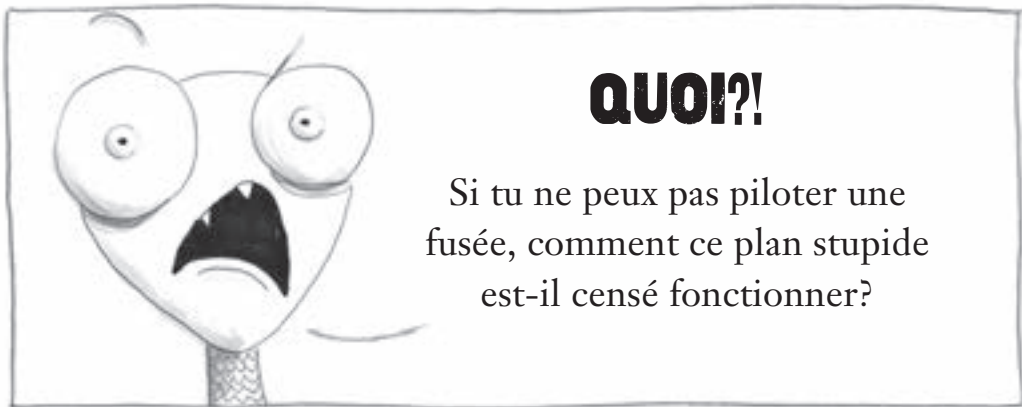 QUOI?!
Si tu ne peux pas piloter une
fusée, comment ce plan stupide
est-il censé fonctionner?